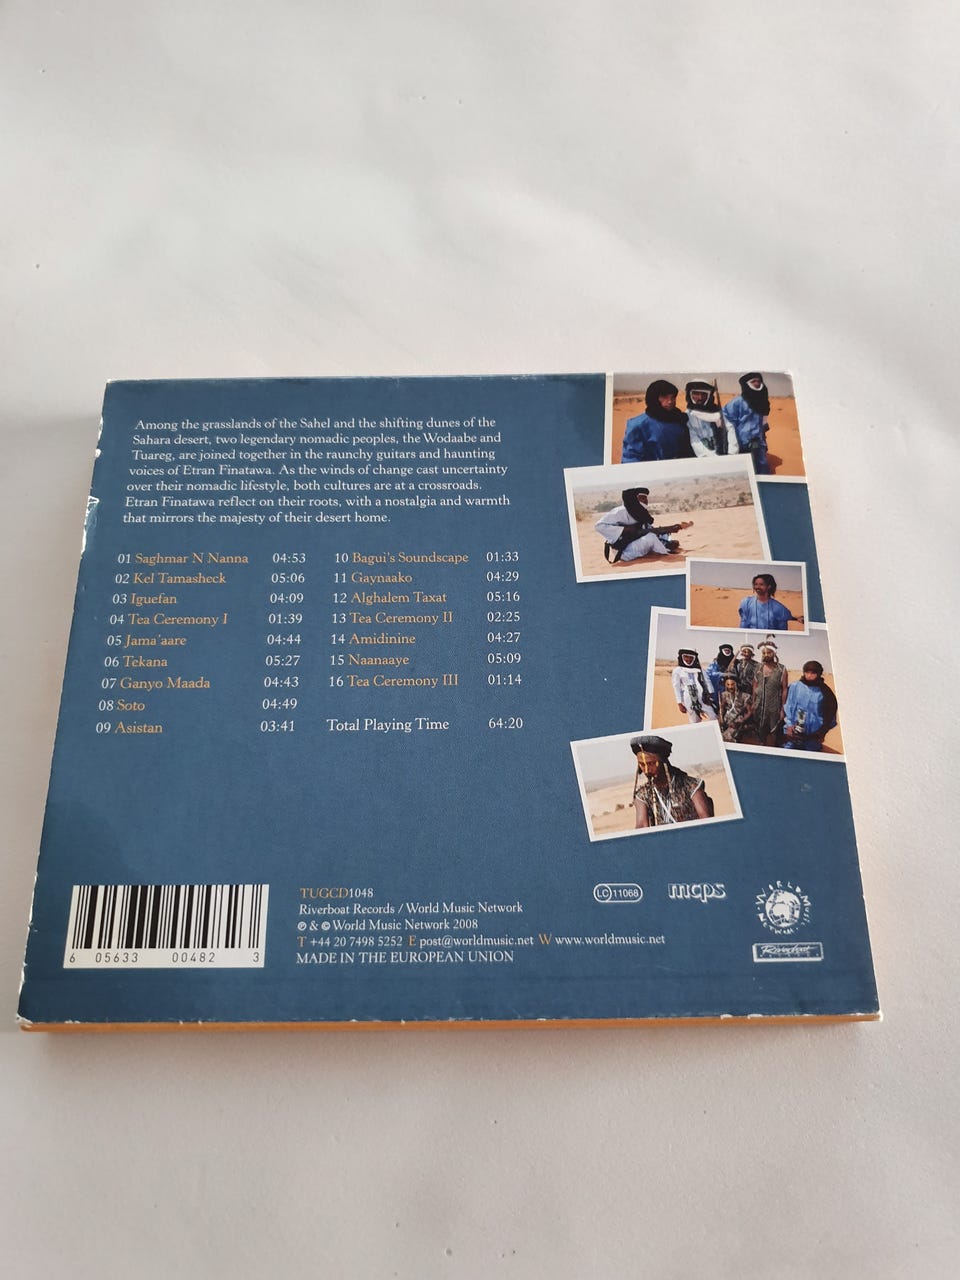 Among the grasslands of the Sahel and the shifting dunes of the
Sahara desert, two legendary nomadic peoples, the Wodaabe and
Tuareg, are joined together in the raunchy guitars and haunting
voices of Etran Finatawa. As the winds of change cast uncertainty
over their nomadic lifestyle, both cultures are at a crossroads.
Etran Finatawa reflect on their roots, with a nostalgia and warmth
that mirrors the majesty of their desert home.
01 Saghmar N Nanna 04:53
02 Kel Tamasheck 05:06
03 Iguefan 04:09
04 Tea Ceremony I 01:39
05 Jama'aare 04:44
06 Tekana 05:27
07 Ganyo Maada 04:43
08 Soto 04:49
09 Asistan 03:41
10 Bagui's Soundscape 01:33
11 Gaynaako 04:29
12 Alghalem Taxat 05:16
13 Tea Ceremony II 02:25
14 Amidinine 04:27
15 Naanaaye 05:09
16 Tea Ceremony III 01:14
Total Playing Time 64:20
6 05633 00482 3
TUGCD1048
Riverboat Records / World Music Network
℗ & © World Music Network 2008
T +44 20 7498 5252 E post@worldmusic.net W www.worldmusic.net
MADE IN THE EUROPEAN UNION
LC 11068
mcps
WORLD MUSIC NETWORK
Riverboat